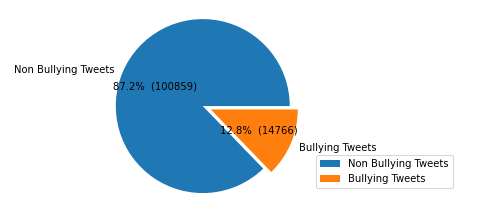 Non Bullying Tweets
87.2%  (100859)
12.8%  (14766)
Bullying Tweets
Non Bullying Tweets
Bullying Tweets